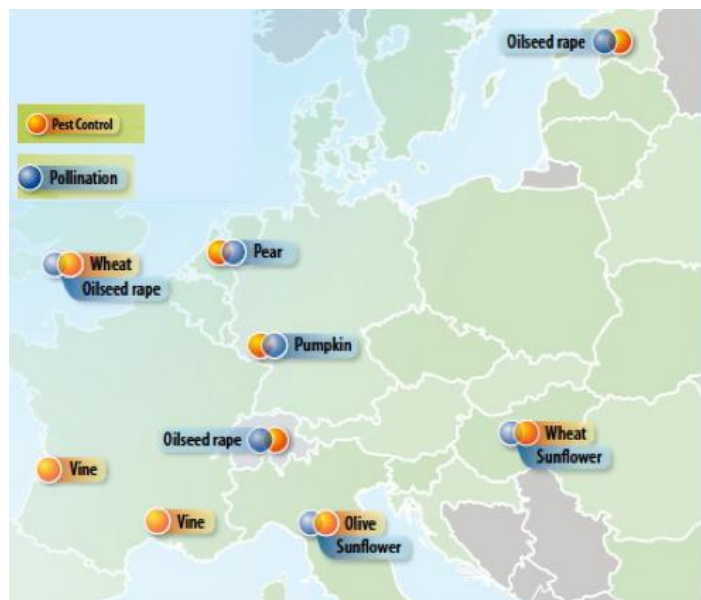 Oilseed rape
Pest Control
Pollination
Pear
Wheat
Oilseed rape
Pumpkin
Oilseed rape
Wheat
Sunflower
Vine
Vine
Olive
Sunflower